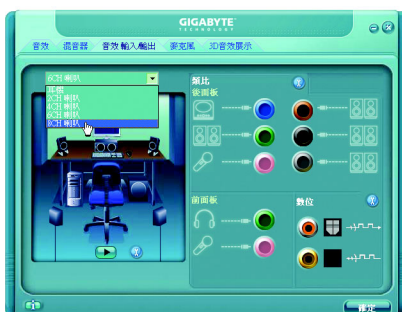 GIGABYTE
TECHNOLOGY
音效 混音器 音效輸入/輸出 麥克風 3D音效展示
6CH 喇叭
耳機
2CH 喇叭
4CH 喇叭
6CH 喇叭
8CH 喇叭
類比
後面板
前面板
數位
確定